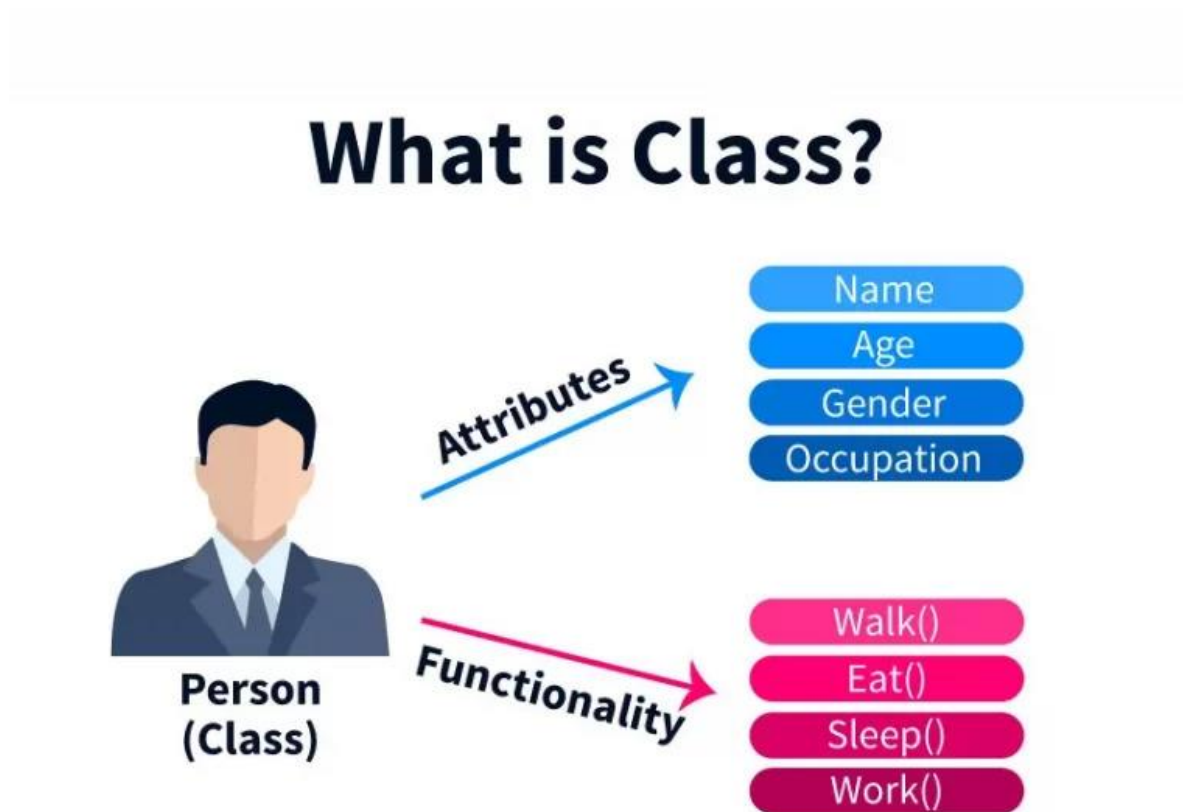 What is Class?
Attributes
Name
Age
Gender
Occupation
Person
(Class)
Functionality
Walk()
Eat()
Sleep()
Work()